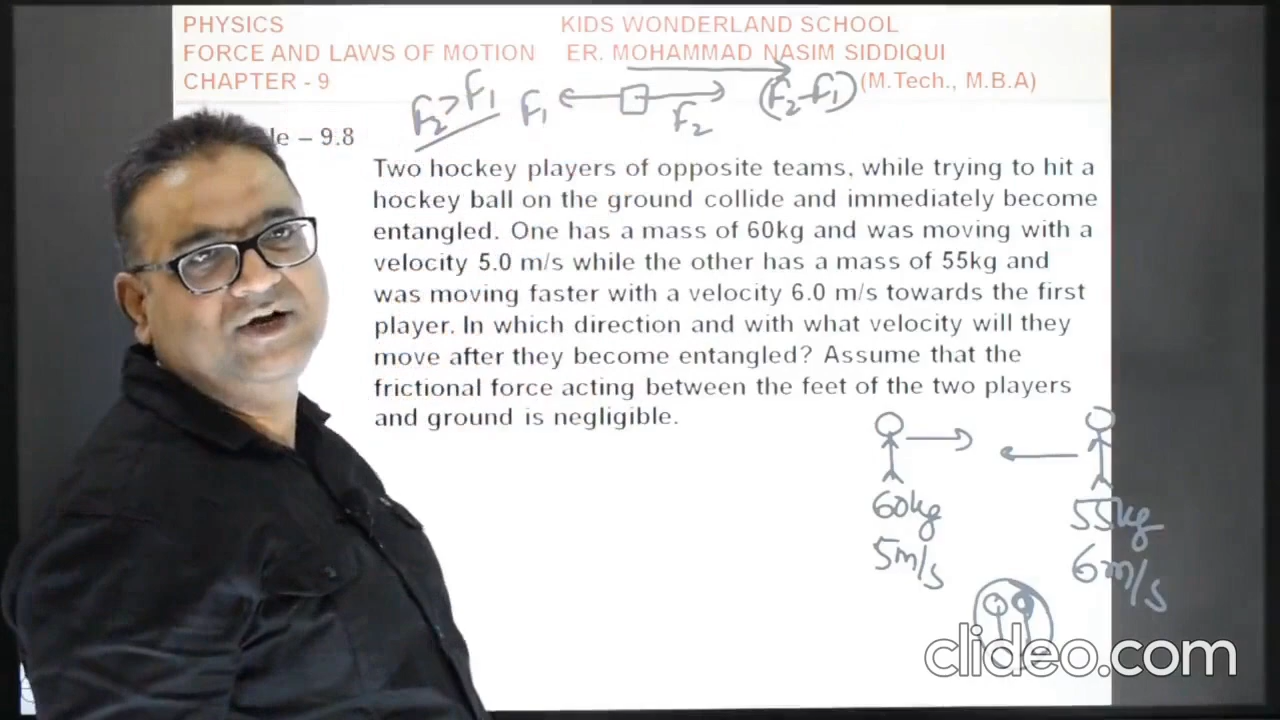 PHYSICS KIDS WONDERLAND SCHOOL
FORCE AND LAWS OF MOTION ER. MOHAMMAD NASIM SIDDIQUI
CHAPTER - 9 (M.Tech., M.B.A)
F₂ > F₁ F₁ F₂ (F₂-F₁)
– 9.8
Two hockey players of opposite teams, while trying to hit a
hockey ball on the ground collide and immediately become
entangled. One has a mass of 60kg and was moving with a
velocity 5.0 m/s while the other has a mass of 55kg and
was moving faster with a velocity 6.0 m/s towards the first
player. In which direction and with what velocity will they
move after they become entangled? Assume that the
frictional force acting between the feet of the two players
and ground is negligible.
60kg 55kg
5m/s 6m/s
clideo.com